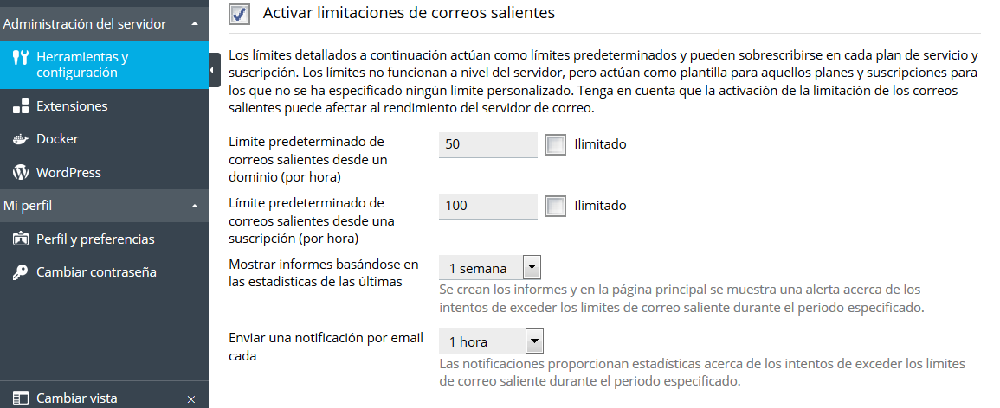 Administración del servidor
Herramientas y
configuración
Extensiones
Docker
WordPress
Mi perfil
Perfil y preferencias
Cambiar contraseña
Cambiar vista
Activar limitaciones de correos salientes
Los límites detallados a continuación actúan como límites predeterminados y pueden sobrescribirse en cada plan de servicio y
suscripción. Los límites no funcionan a nivel del servidor, pero actúan como plantilla para aquellos planes y suscripciones para
los que no se ha especificado ningún límite personalizado. Tenga en cuenta que la activación de la limitación de los correos
salientes puede afectar al rendimiento del servidor de correo.
Límite predeterminado de
correos salientes desde un
dominio (por hora)
50
Ilimitado
Límite predeterminado de
correos salientes desde una
suscripción (por hora)
100
Ilimitado
Mostrar informes basándose en
las estadísticas de las últimas
1 semana
Se crean los informes y en la página principal se muestra una alerta acerca de los
intentos de exceder los límites de correo saliente durante el periodo especificado.
Enviar una notificación por email
cada
1 hora
Las notificaciones proporcionan estadísticas acerca de los intentos de exceder los límites
de correo saliente durante el periodo especificado.